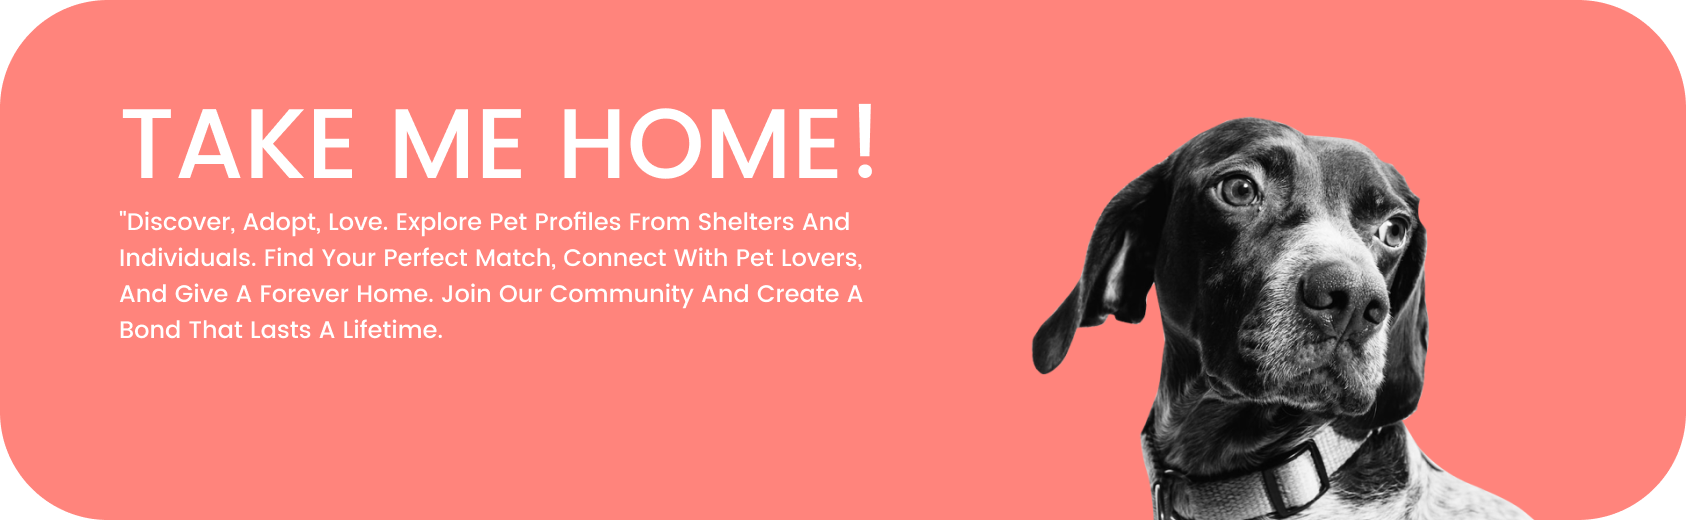 TAKE ME HOME!
"Discover, Adopt, Love. Explore Pet Profiles From Shelters And
Individuals. Find Your Perfect Match, Connect With Pet Lovers,
And Give A Forever Home. Join Our Community And Create A
Bond That Lasts A Lifetime.